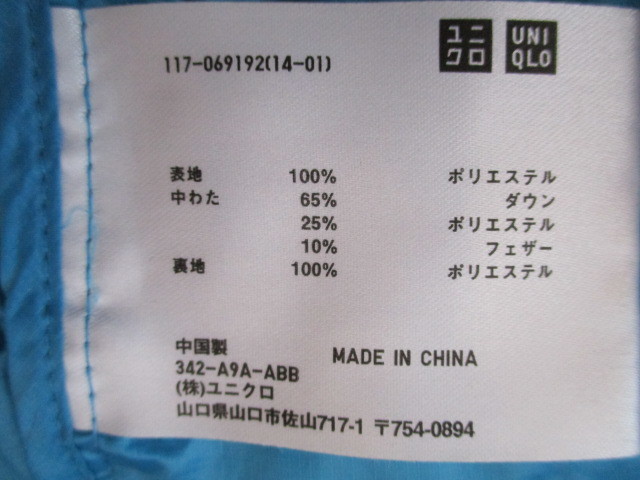 ユニクロ
UNIQLO
117-069192(14-01)
表地 100% ポリエステル
中わた 65% ダウン
25% ポリエステル
10% フェザー
裏地 100% ポリエステル
中国製 MADE IN CHINA
342-A9A-ABB
(株)ユニクロ
山口県山口市佐山717-1 〒754-0894